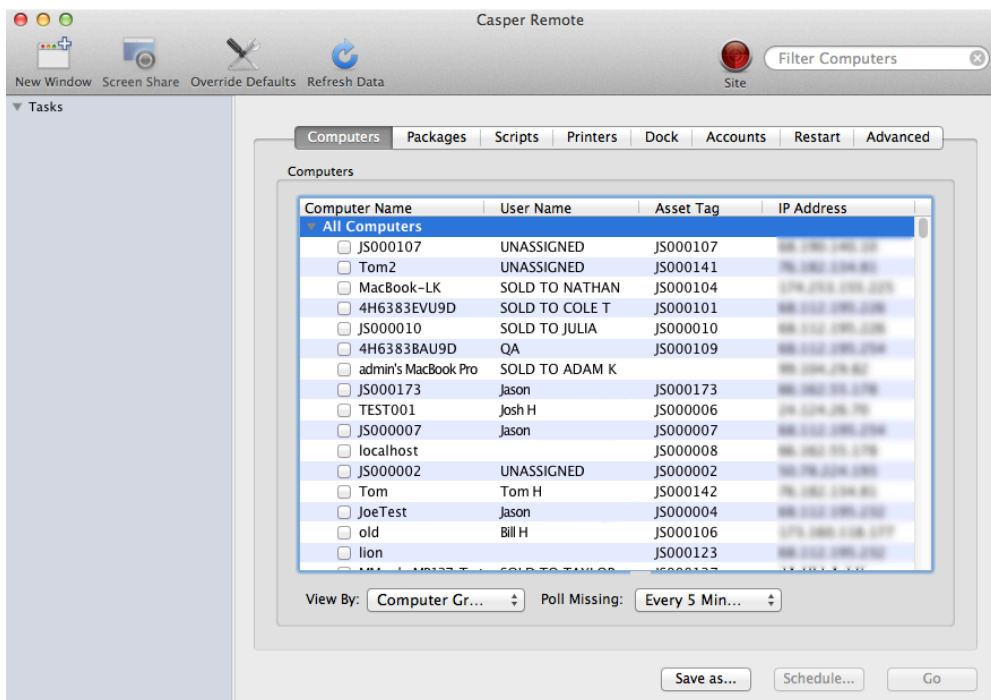 Casper Remote
New Window Screen Share Override Defaults Refresh Data Site Filter Computers
Tasks
Computers Packages Scripts Printers Dock Accounts Restart Advanced
Computers
Computer Name User Name Asset Tag IP Address
All Computers
JS000107 UNASSIGNED JS000107
Tom2 UNASSIGNED JS000141
MacBook-LK SOLD TO NATHAN JS000104
4H6383EVU9D SOLD TO COLE T JS000101
JS000010 SOLD TO JULIA JS000010
4H6383BAU9D QA JS000109
admin's MacBook Pro SOLD TO ADAM K
JS000173 Jason JS000173
TEST001 Josh H JS000006
JS000007 Jason JS000007
localhost JS000008
JS000002 UNASSIGNED JS000002
Tom Tom H JS000142
JoeTest Jason JS000004
old Bill H JS000106
lion JS000123
View By: Computer Gr... Poll Missing: Every 5 Min...
Save as... Schedule... Go